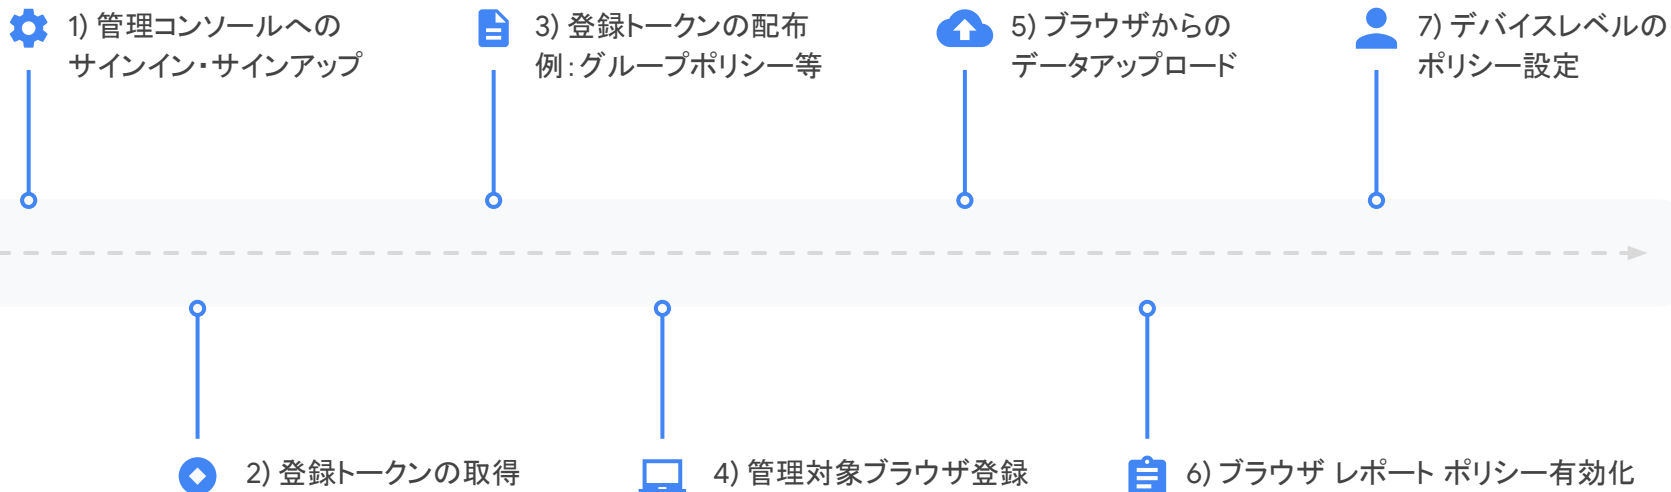 1) 管理コンソールへの
サインイン・サインアップ
2) 登録トークンの取得
3) 登録トークンの配布
例：グループポリシー等
4) 管理対象ブラウザ登録
5) ブラウザからの
データアップロード
6) ブラウザ レポート ポリシー有効化
7) デバイスレベルの
ポリシー設定